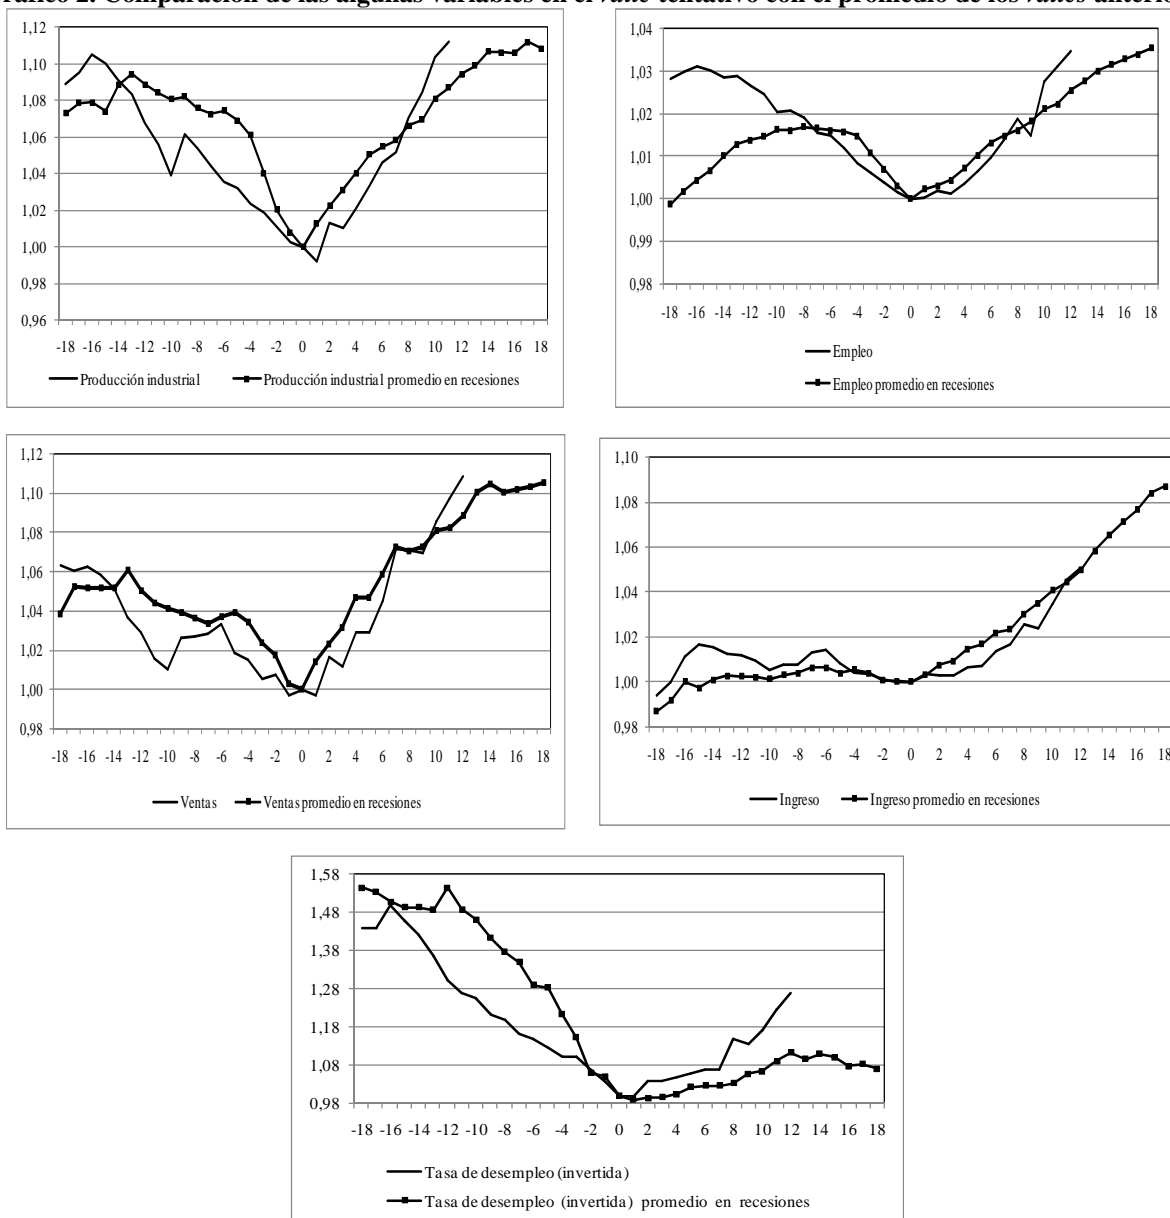 ráfico 2. Comparación de las algunas variables en el valle tentativo con el promedio de los valles anterio
1,12
1,10
1,08
1,06
1,04
1,02
1,00
0,98
0,96
-18 -16 -14 -12 -10 -8 -6 -4 -2 0 2 4 6 8 10 12 14 16 18
Producción industrial Producción industrial promedio en recesiones
1,04
1,03
1,02
1,01
1,00
0,99
0,98
-18 -16 -14 -12 -10 -8 -6 -4 -2 0 2 4 6 8 10 12 14 16 18
Empleo
Empleo promedio en recesiones
1,12
1,10
1,08
1,06
1,04
1,02
1,00
0,98
-18 -16 -14 -12 -10 -8 -6 -4 -2 0 2 4 6 8 10 12 14 16 18
Ventas Ventas promedio en recesiones
1,10
1,08
1,06
1,04
1,02
1,00
0,98
-18 -16 -14 -12 -10 -8 -6 -4 -2 0 2 4 6 8 10 12 14 16 18
Ingreso Ingreso promedio en recesiones
1,58
1,48
1,38
1,28
1,18
1,08
0,98
-18 -16 -14 -12 -10 -8 -6 -4 -2 0 2 4 6 8 10 12 14 16 18
Tasa de desempleo (invertida)
Tasa de desempleo (invertida) promedio en recesiones